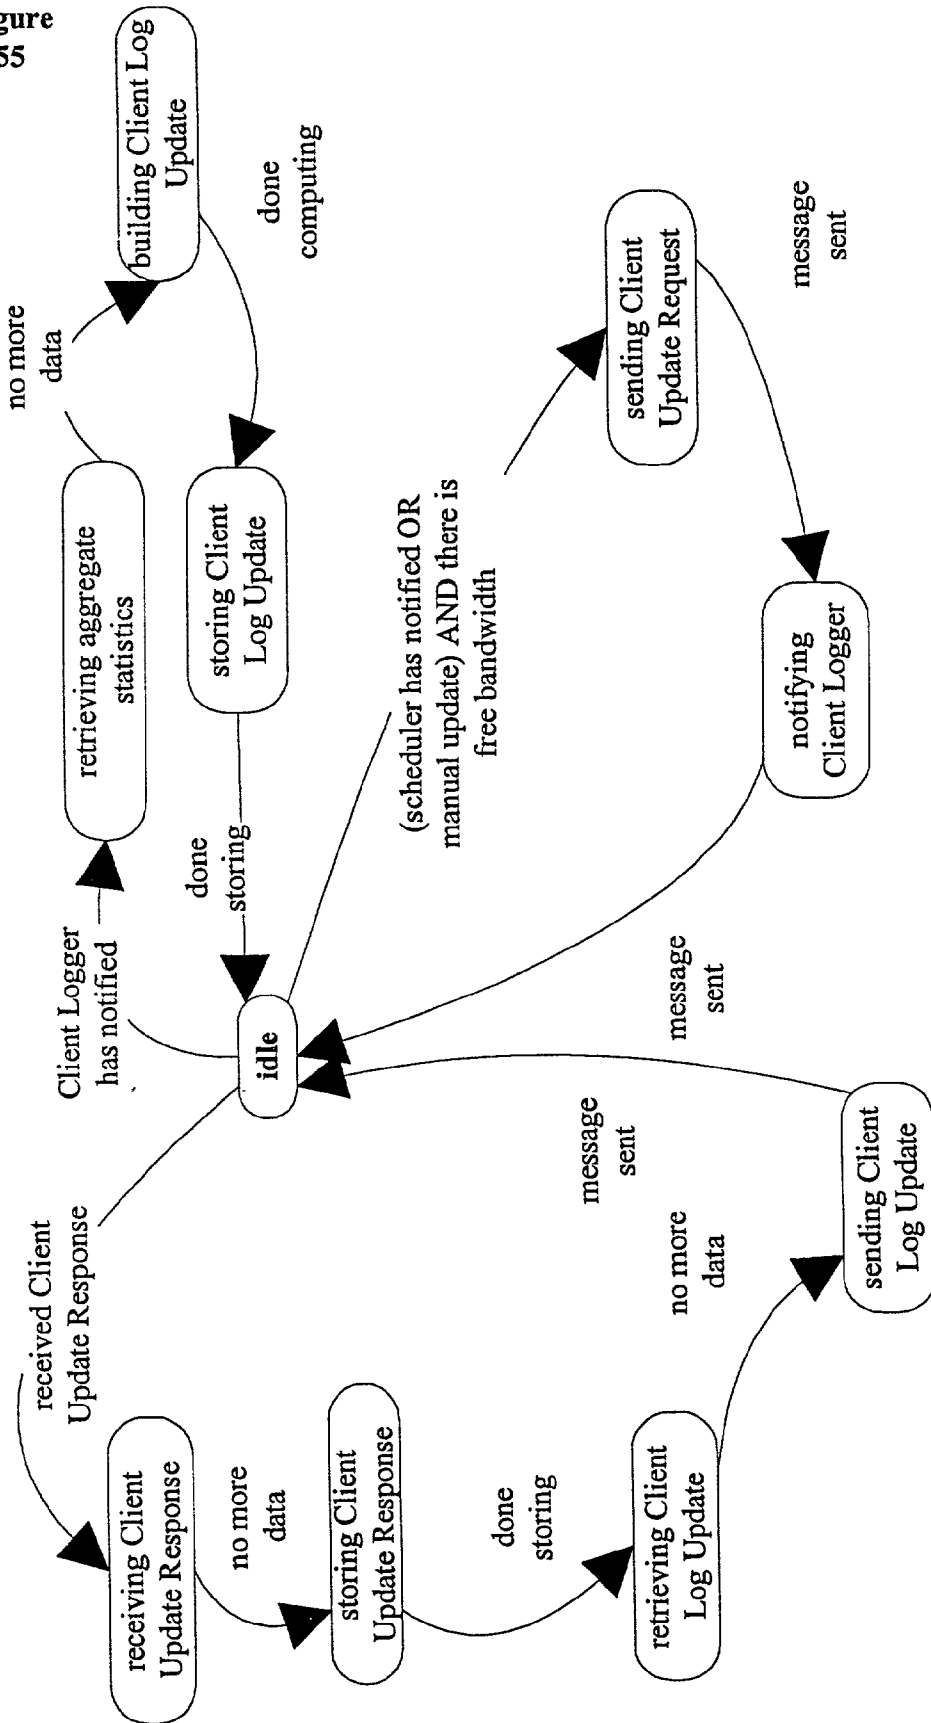 gure
55
received Client
Update Response
receiving Client
Update Response
no more
data
storing Client
Update Response
done
storing
retrieving Client
Log Update
no more
data
sending Client
Log Update
message
sent
message
sent
idle
Client Logger
has notified
retrieving aggregate
statistics
no more
data
building Client Log
Update
done
computing
storing Client
Log Update
done
storing
(scheduler has notified OR
manual update) AND there is
free bandwidth
sending Client
Update Request
message
sent
notifying
Client Logger